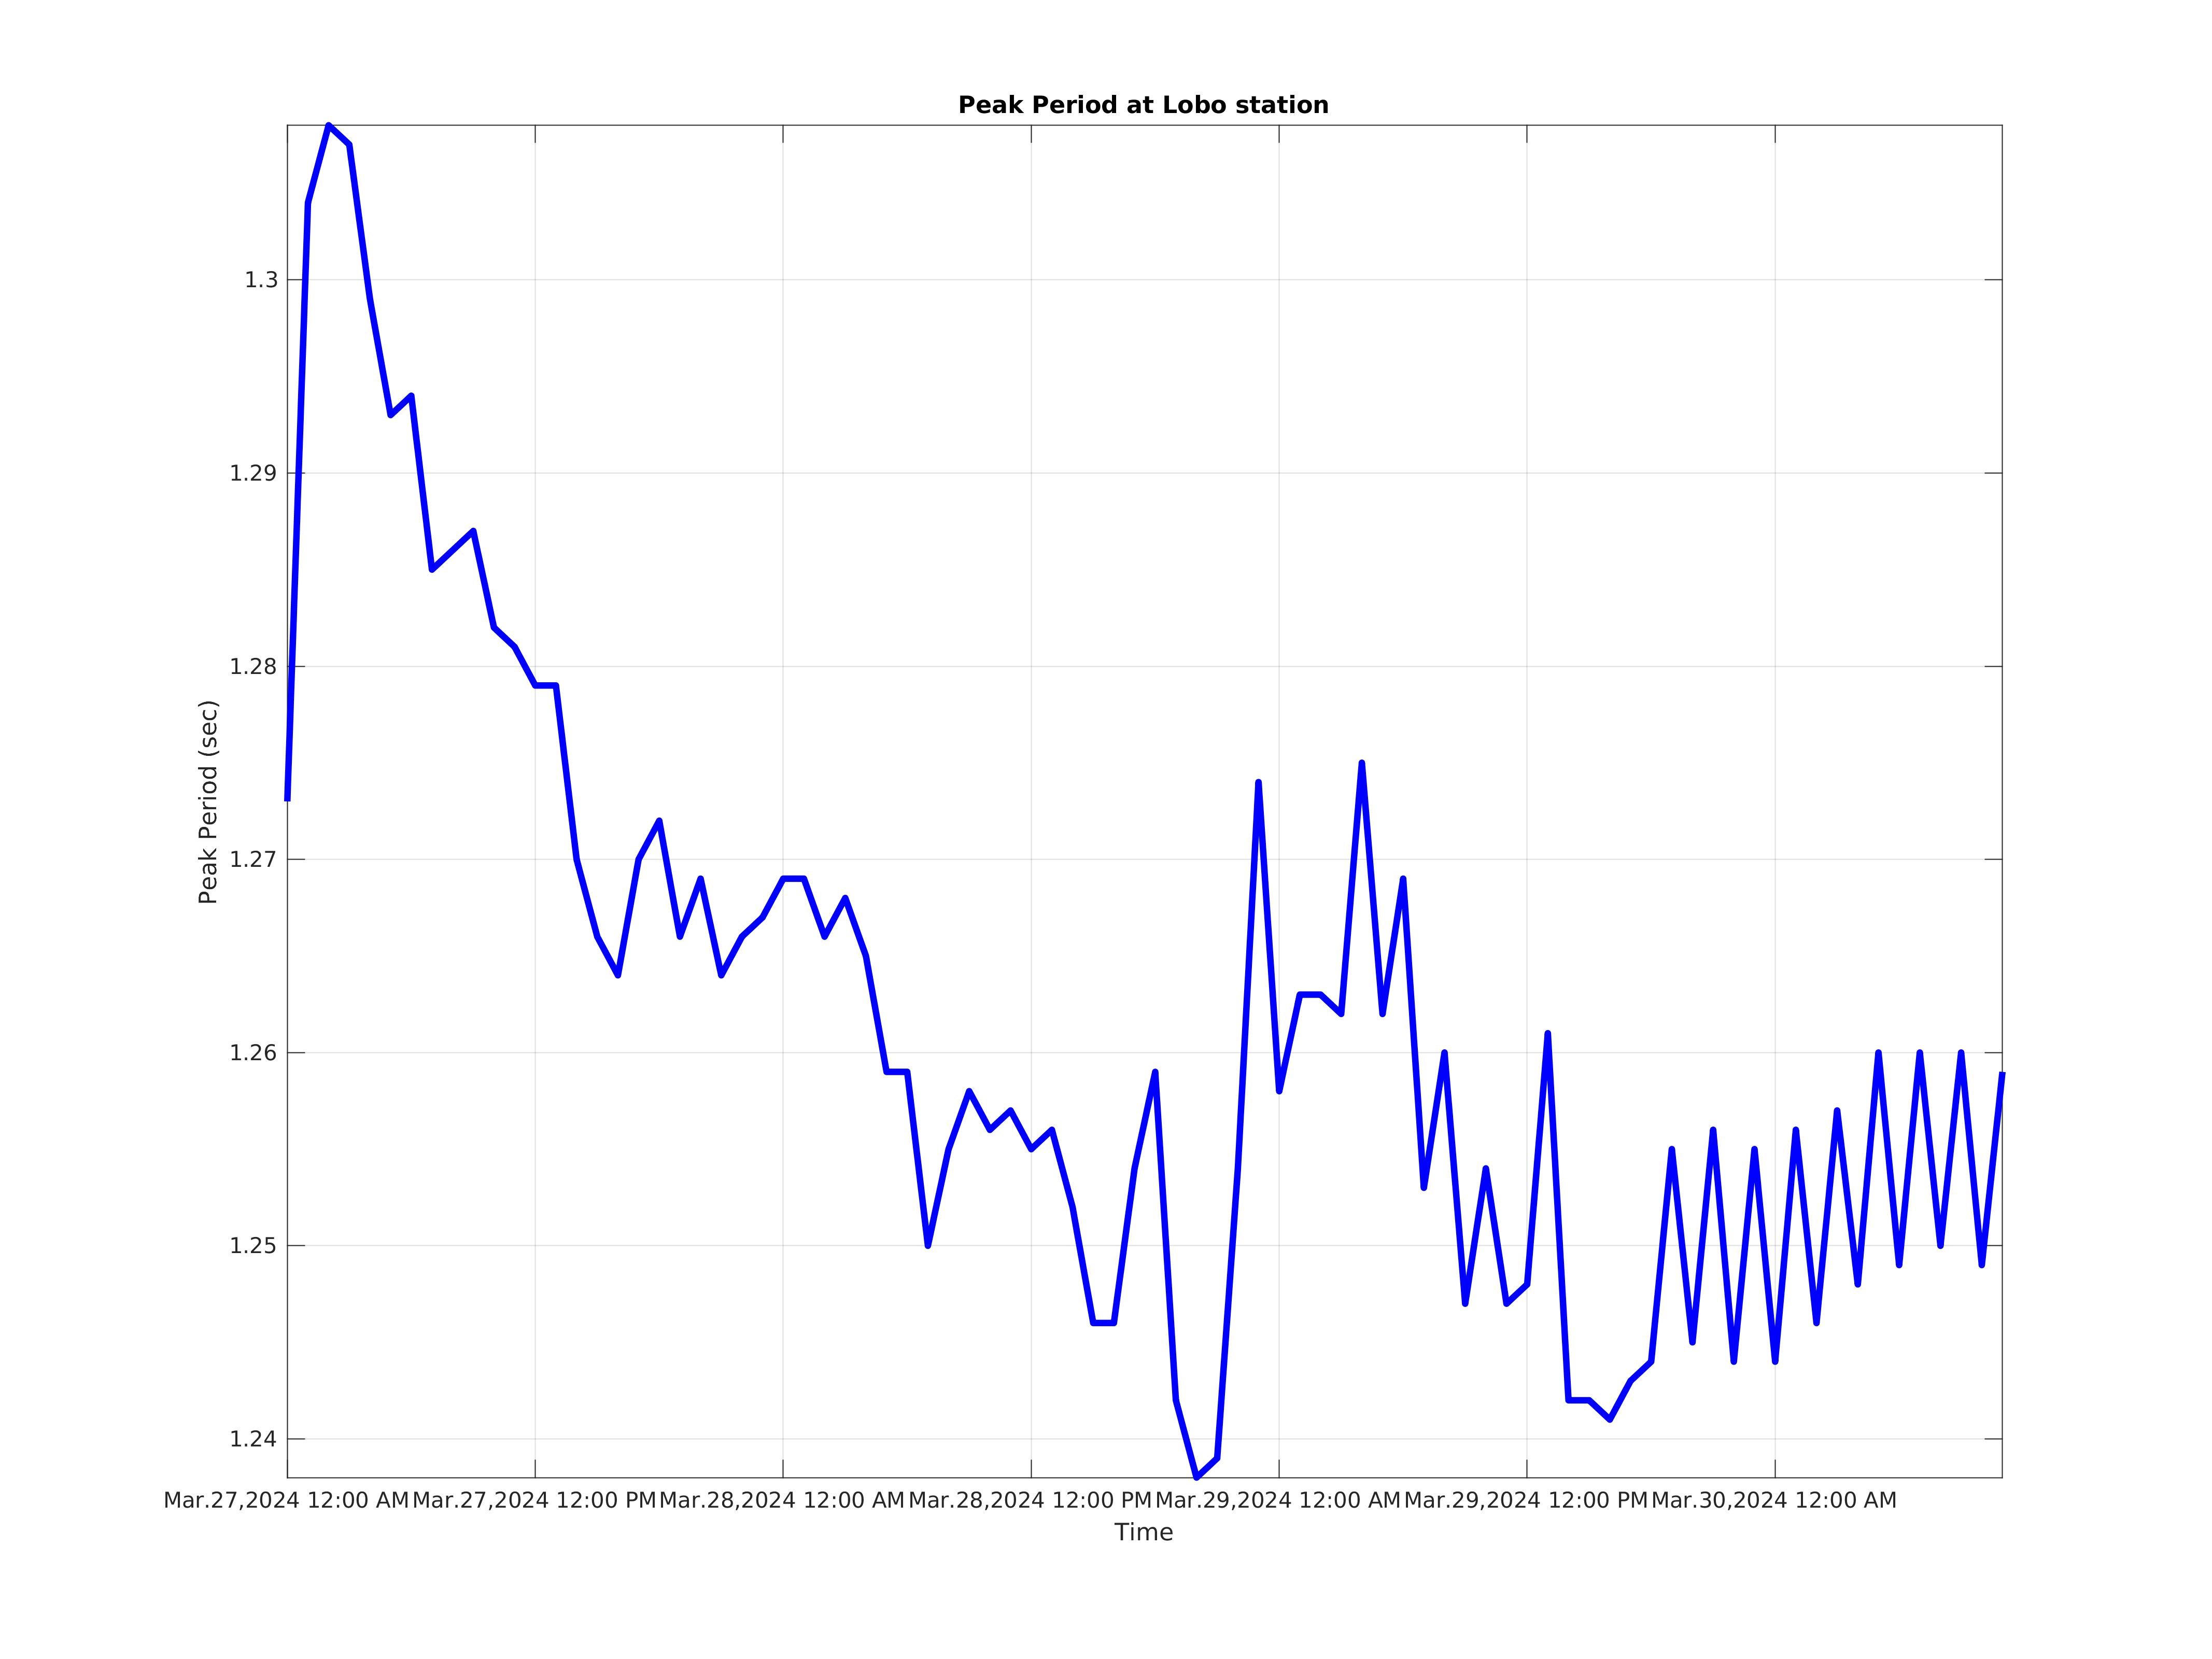 Peak Period at Lobo station
1.3
1.29
1.28
1.27
1.26
1.25
1.24
Peak Period (sec)
Mar.27,2024 12:00 AM Mar.27,2024 12:00 PM Mar.28,2024 12:00 AM Mar.28,2024 12:00 PM Mar.29,2024 12:00 AM Mar.29,2024 12:00 PM Mar.30,2024 12:00 AM
Time